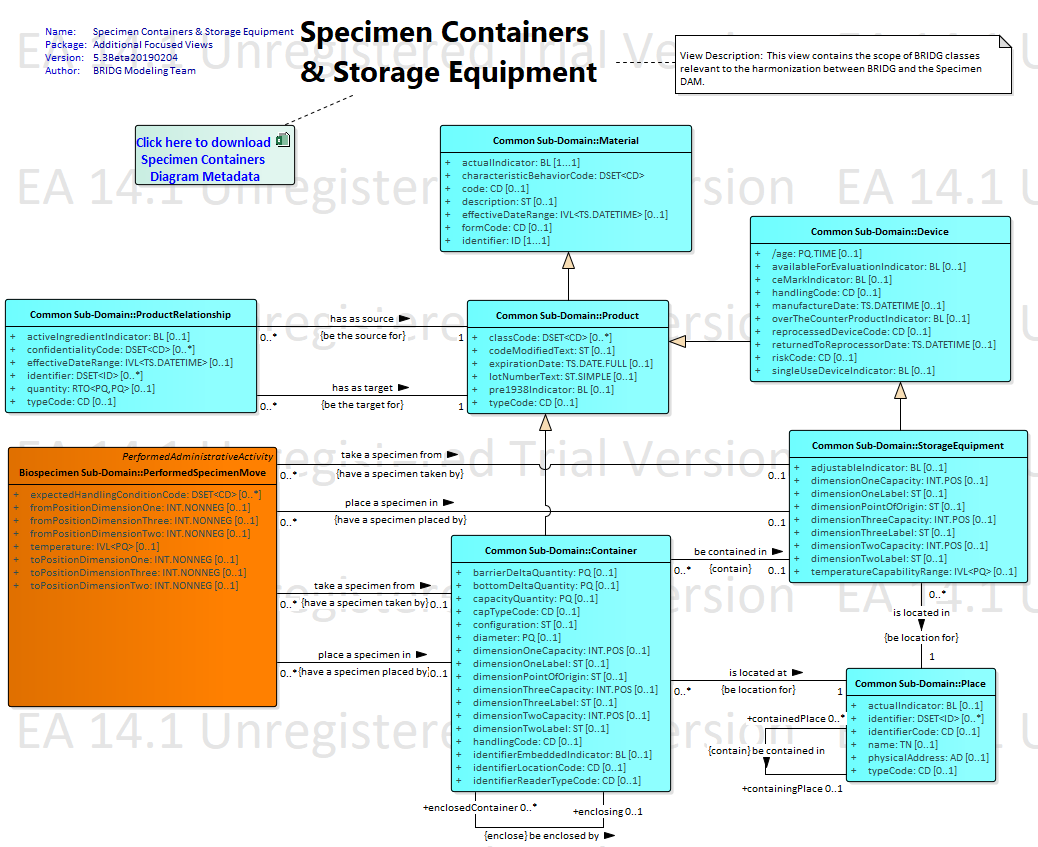 Name: Specimen Containers & Storage Equipment
Package: Additional Focused Views
Version: 5.3Beta20190204
Author: BRIDG Modeling Team
Specimen Containers
& Storage Equipment
View Description: This view contains the scope of BRIDG classes
relevant to the harmonization between BRIDG and the Specimen
DAM.
Click here to download
Specimen Containers
Diagram Metadata
EA 14.1 Unregistered Trial Version
Common Sub-Domain::Material
+ actualIndicator: BL [1...1]
+ characteristicBehaviorCode: DSET<CD>
+ code: CD [0..1]
+ description: ST [0..1]
+ effectiveDateRange: IVL<TS.DATETIME> [0..1]
+ formCode: CD [0..1]
+ identifier: ID [1...1]
Common Sub-Domain::Device
+ /age: PQ.TIME [0..1]
+ availableForEvaluationIndicator: BL [0..1]
+ ceMarkIndicator: BL [0..1]
+ handlingCode: CD [0..1]
+ manufactureDate: TS.DATETIME [0..1]
+ overTheCounterProductIndicator: BL [0..1]
+ reprocessedDeviceCode: CD [0..1]
+ returnedToReprocessorDate: TS.DATETIME [0..1]
+ riskCode: CD [0..1]
+ singleUseDeviceIndicator: BL [0..1]
Common Sub-Domain::ProductRelationship
+ activeIngredientIndicator: BL [0..1]
+ confidentialityCode: DSET<CD> [0..*]
+ effectiveDateRange: IVL<TS.DATETIME> [0..1]
+ identifier: DSET<ID> [0..*]
+ quantity: RTO<PQ,PQ> [0..1]
+ typeCode: CD [0..1]
has as source
0..* {be the source for} 1
has as target
0..* {be the target for} 1
Common Sub-Domain::Product
+ classCode: DSET<CD> [0..*]
+ codeModifiedText: ST [0..1]
+ expirationDate: TS.DATE.FULL [0..1]
+ lotNumberText: ST.SIMPLE [0..1]
+ pre1938Indicator: BL [0..1]
+ typeCode: CD [0..1]
PerformedAdministrativeActivity
Biospecimen Sub-Domain::PerformedSpecimenMove
+ expectedHandlingConditionCode: DSET<CD> [0..*]
+ fromPositionDimensionOne: INT.NONNEG [0..1]
+ fromPositionDimensionThree: INT.NONNEG [0..1]
+ fromPositionDimensionTwo: INT.NONNEG [0..1]
+ temperature: IVL<PQ> [0..1]
+ toPositionDimensionOne: INT.NONNEG [0..1]
+ toPositionDimensionThree: INT.NONNEG [0..1]
+ toPositionDimensionTwo: INT.NONNEG [0..1]
take a specimen from
0..* {have a specimen taken by} 0..1
place a specimen in
0..* {have a specimen placed by} 0..1
take a specimen from
0..* {have a specimen taken by} 0..1
place a specimen in
0..* {have a specimen placed by} 0..1
Common Sub-Domain::StorageEquipment
+ adjustableIndicator: BL [0..1]
+ dimensionOneCapacity: INT.POS [0..1]
+ dimensionOneLabel: ST [0..1]
+ dimensionPointOfOrigin: ST [0..1]
+ dimensionThreeCapacity: INT.POS [0..1]
+ dimensionThreeLabel: ST [0..1]
+ dimensionTwoCapacity: INT.POS [0..1]
+ dimensionTwoLabel: ST [0..1]
+ temperatureCapabilityRange: IVL<PQ> [0..1]
Common Sub-Domain::Container
+ barrierDeltaQuantity: PQ [0..1]
+ bottomDeltaQuantity: PQ [0..1]
+ capacityQuantity: PQ [0..1]
+ capTypeCode: CD [0..1]
+ configuration: ST [0..1]
+ diameter: PQ [0..1]
+ dimensionOneCapacity: INT.POS [0..1]
+ dimensionOneLabel: ST [0..1]
+ dimensionPointOfOrigin: ST [0..1]
+ dimensionThreeCapacity: INT.POS [0..1]
+ dimensionThreeLabel: ST [0..1]
+ dimensionTwoCapacity: INT.POS [0..1]
+ dimensionTwoLabel: ST [0..1]
+ handlingCode: CD [0..1]
+ identifierEmbeddedIndicator: BL [0..1]
+ identifierLocationCode: CD [0..1]
+ identifierReaderTypeCode: CD [0..1]
be contained in
0..* {contain} 0..1
0..*
is located in
{be location for}
1
is located at
0..* {be location for} 1
Common Sub-Domain::Place
+ actualIndicator: BL [0..1]
+ identifier: DSET<ID> [0..*]
+ identifierCode: CD [0..1]
+ name: TN [0..1]
+ physicalAddress: AD [0..1]
+ typeCode: CD [0..1]
+containedPlace 0..*
{contain} be contained in
+containingPlace 0..1
+enclosedContainer 0..* +enclosing 0..1
{enclose} be enclosed by